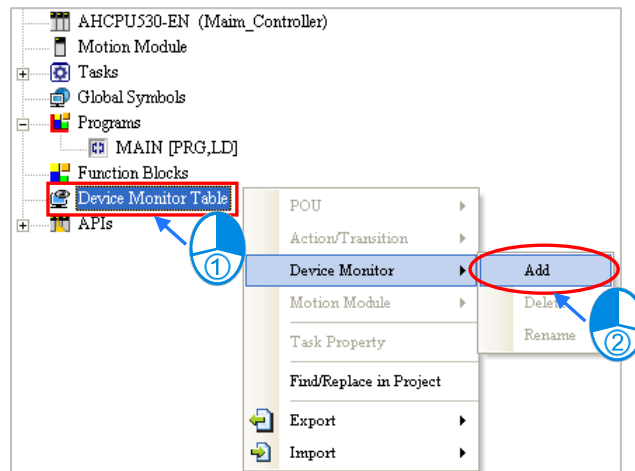 AHCPU530-EN (Maim_Controller)
Motion Module
Tasks
Global Symbols
Programs
MAIN [PRG,LD]
Function Blocks
Device Monitor Table
APIs
①
POU
Action/Transition
Device Monitor
Motion Module
Task Property
Find/Replace in Project
Export
Import
Add
Delete
Rename
②